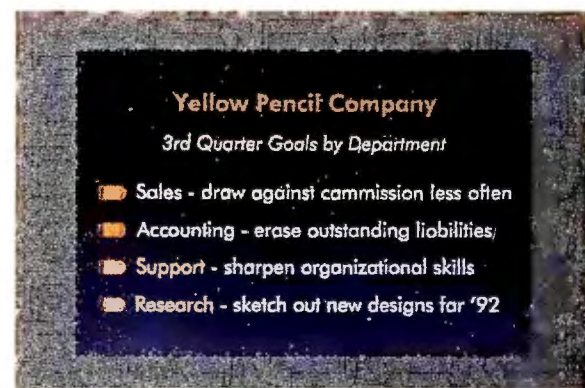 Yellow Pencil Company
3rd Quarter Goals by Department
Sales - draw against commission less often
Accounting - erase outstanding liabilities
Support - sharpen organizational skills
Research - sketch out new designs for '92